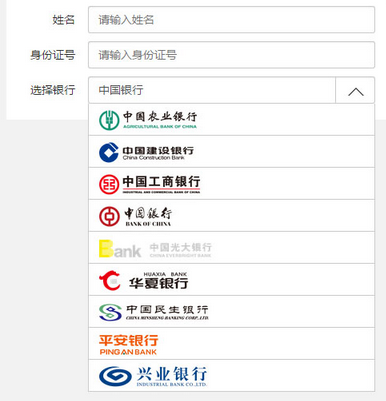 姓名 请输入姓名
身份证号 请输入身份证号
选择银行 中国银行
中国农业银行
AGRICULTURAL BANK OF CHINA
中国建设银行
China Construction Bank
中国工商银行
INDUSTRIAL AND COMMERCIAL BANK OF CHINA
中国银行
BANK OF CHINA
Bank 中国光大银行
CHINA EVERBRIGHT BANK
HUAXIA BANK
华夏银行
中国民生银行
CHINA MINSHENG BANKING CORP., LTD.
平安银行
PING AN BANK
兴业银行
INDUSTRIAL BANK CO.,LTD.